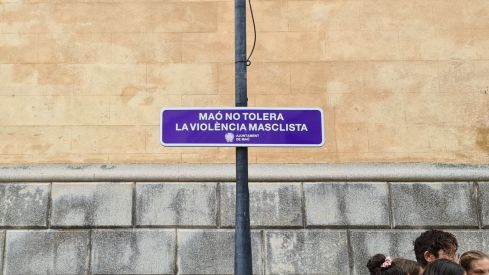 MAÓ NO TOLERA
LA VIOLÈNCIA MASCLISTA
AJUNTAMENT
DE MAÓ